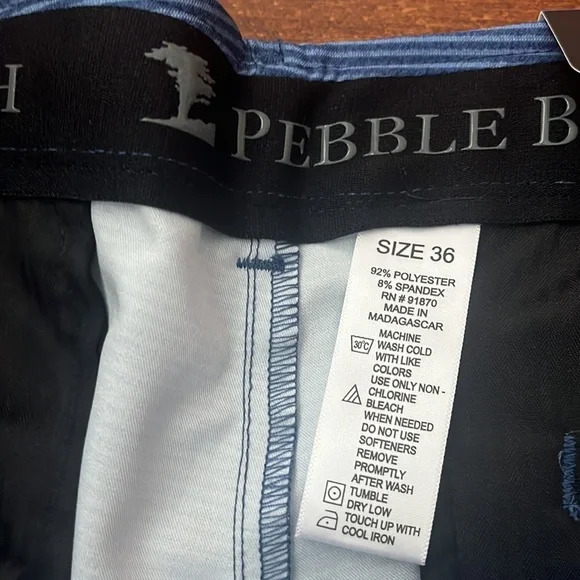 H PEBBLE B
SIZE 36
92% POLYESTER
8% SPANDEX
RN # 91870
MADE IN
MADAGASCAR
MACHINE
30°C WASH COLD
WITH LIKE
COLORS
USE ONLY NON -
CHLORINE
BLEACH
WHEN NEEDED
DO NOT USE
SOFTENERS
REMOVE
PROMPTLY
AFTER WASH
TUMBLE
DRY LOW
TOUCH UP WITH
COOL IRON